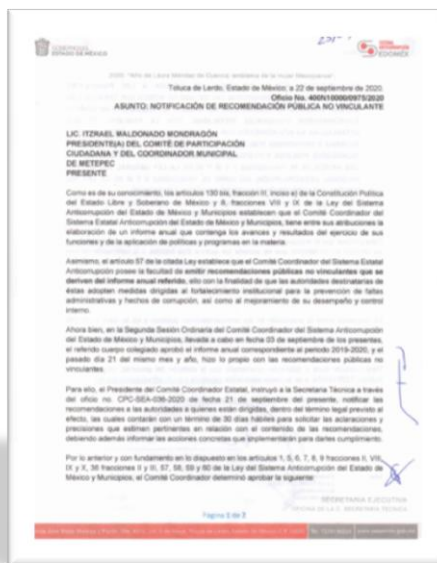 ESTADO DE MÉXICO
EDOMÉX
2020. "Año de Laura Méndez de Cuenca; emblema de la mujer Mexiquense".
Toluca de Lerdo, Estado de México; a 22 de septiembre de 2020.
Oficio No. 400N10000/0975/2020
ASUNTO: NOTIFICACIÓN DE RECOMENDACIÓN PÚBLICA NO VINCULANTE
LIC. ITZRAEL MALDONADO MONDRAGÓN
PRESIDENTE(A) DEL COMITÉ DE PARTICIPACIÓN
CIUDADANA Y DEL COORDINADOR MUNICIPAL
DE METEPEC
PRESENTE
Como es de su conocimiento, los artículos 130 bis, fracción III, inciso e) de la Constitución Política
del Estado Libre y Soberano de México y 8, fracciones VIII y IX de la Ley del Sistema
Anticorrupción del Estado de México y Municipios establecen que el Comité Coordinador del
Sistema Estatal Anticorrupción del Estado de México y Municipios, tiene entre sus atribuciones la
elaboración de un informe anual que contenga los avances y resultados del ejercicio de sus
funciones y de la aplicación de políticas y programas en la materia.
Asimismo, el artículo 57 de la citada Ley establece que el Comité Coordinador del Sistema Estatal
Anticorrupción posee la facultad de emitir recomendaciones públicas no vinculantes que se
deriven del informe anual referido, ello con la finalidad de que las autoridades destinatarias de
éstas adopten medidas dirigidas al fortalecimiento institucional para la prevención de faltas
administrativas y hechos de corrupción, así como al mejoramiento de su desempeño y control
interno.
Ahora bien, en la Segunda Sesión Ordinaria del Comité Coordinador del Sistema Anticorrupción
del Estado de México y Municipios, llevada a cabo en fecha 03 de septiembre de los presentes,
el referido cuerpo colegiado aprobó el informe anual correspondiente al periodo 2019-2020, y el
pasado día 21 del mismo mes y año, hizo lo propio con las recomendaciones públicas no
vinculantes.
Para ello, el Presidente del Comité Coordinador Estatal, instruyó a la Secretaria Técnica a través
del oficio no. CPC-SEA-036-2020 de fecha 21 de septiembre del presente, notificar las
recomendaciones a las autoridades a quienes están dirigidas, dentro del término legal previsto al
efecto, las cuales contarán con un término de 30 días hábiles para solicitar las aclaraciones y
precisiones que estimen pertinentes en relación con el contenido de las recomendaciones,
debiendo además informar las acciones concretas que implementarán para darles cumplimiento.
Por lo anterior y con fundamento en lo dispuesto en los artículos 1, 5, 6, 7, 8, 9 fracciones II, VIII,
IX y X, 36 fracciones II y III, 57, 58, 59 y 60 de la Ley del Sistema Anticorrupción del Estado de
México y Municipios, el Comité Coordinador determinó aprobar la siguiente:
SECRETARÍA EJECUTIVA
Página 1 de 3